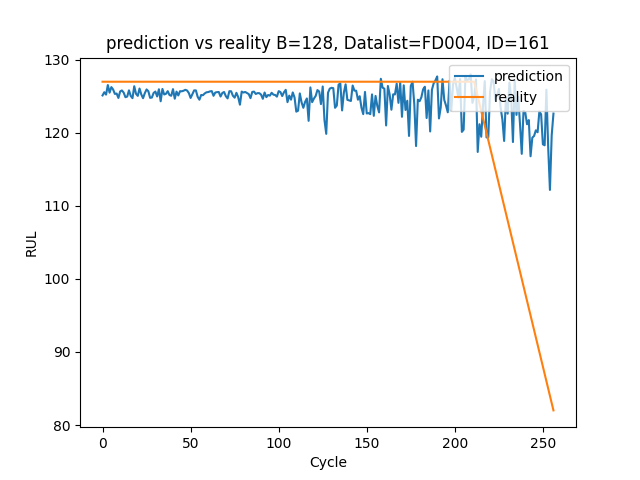 prediction vs reality B=128, Datalist=FD004, ID=161
130
120
110
100
90
80
RUL
prediction
reality
0
50
100
150
200
250
Cycle